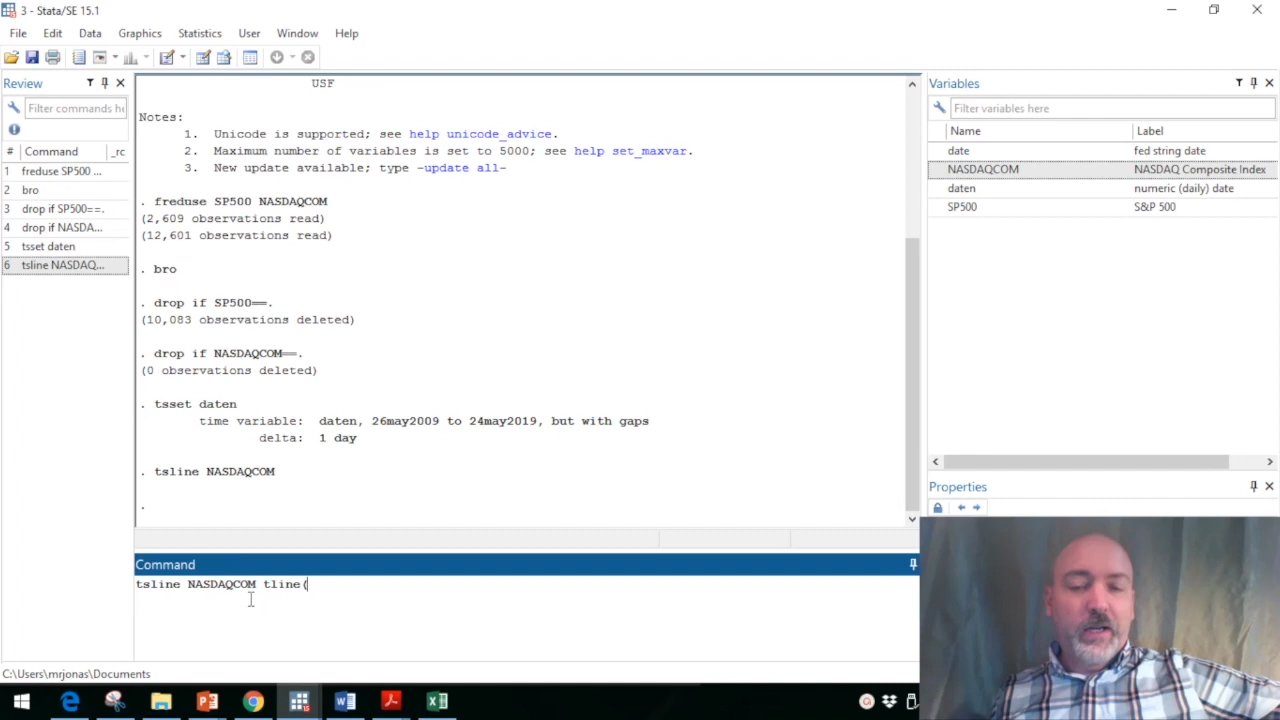 3 - Stata/SE 15.1
File Edit Data Graphics Statistics User Window Help
Review
Filter commands he
# Command _rc
1 freduse SP500 ...
2 bro
3 drop if SP500==.
4 drop if NASDA...
5 tsset daten
6 tsline NASDAQ...
USF
Notes:
1. Unicode is supported; see help unicode_advice.
2. Maximum number of variables is set to 5000; see help set_maxvar.
3. New update available; type -update all-
. freduse SP500 NASDAQCOM
(2,609 observations read)
(12,601 observations read)
. bro
. drop if SP500==.
(10,083 observations deleted)
. drop if NASDAQCOM==.
(0 observations deleted)
. tsset daten
time variable: daten, 26may2009 to 24may2019, but with gaps
delta: 1 day
. tsline NASDAQCOM
.
Command
tsline NASDAQCOM tline(
Variables
Filter variables here
Name Label
date fed string date
NASDAQCOM NASDAQ Composite Index
daten numeric (daily) date
SP500 S&P 500
Properties
C:\Users\mrjonas\Documents